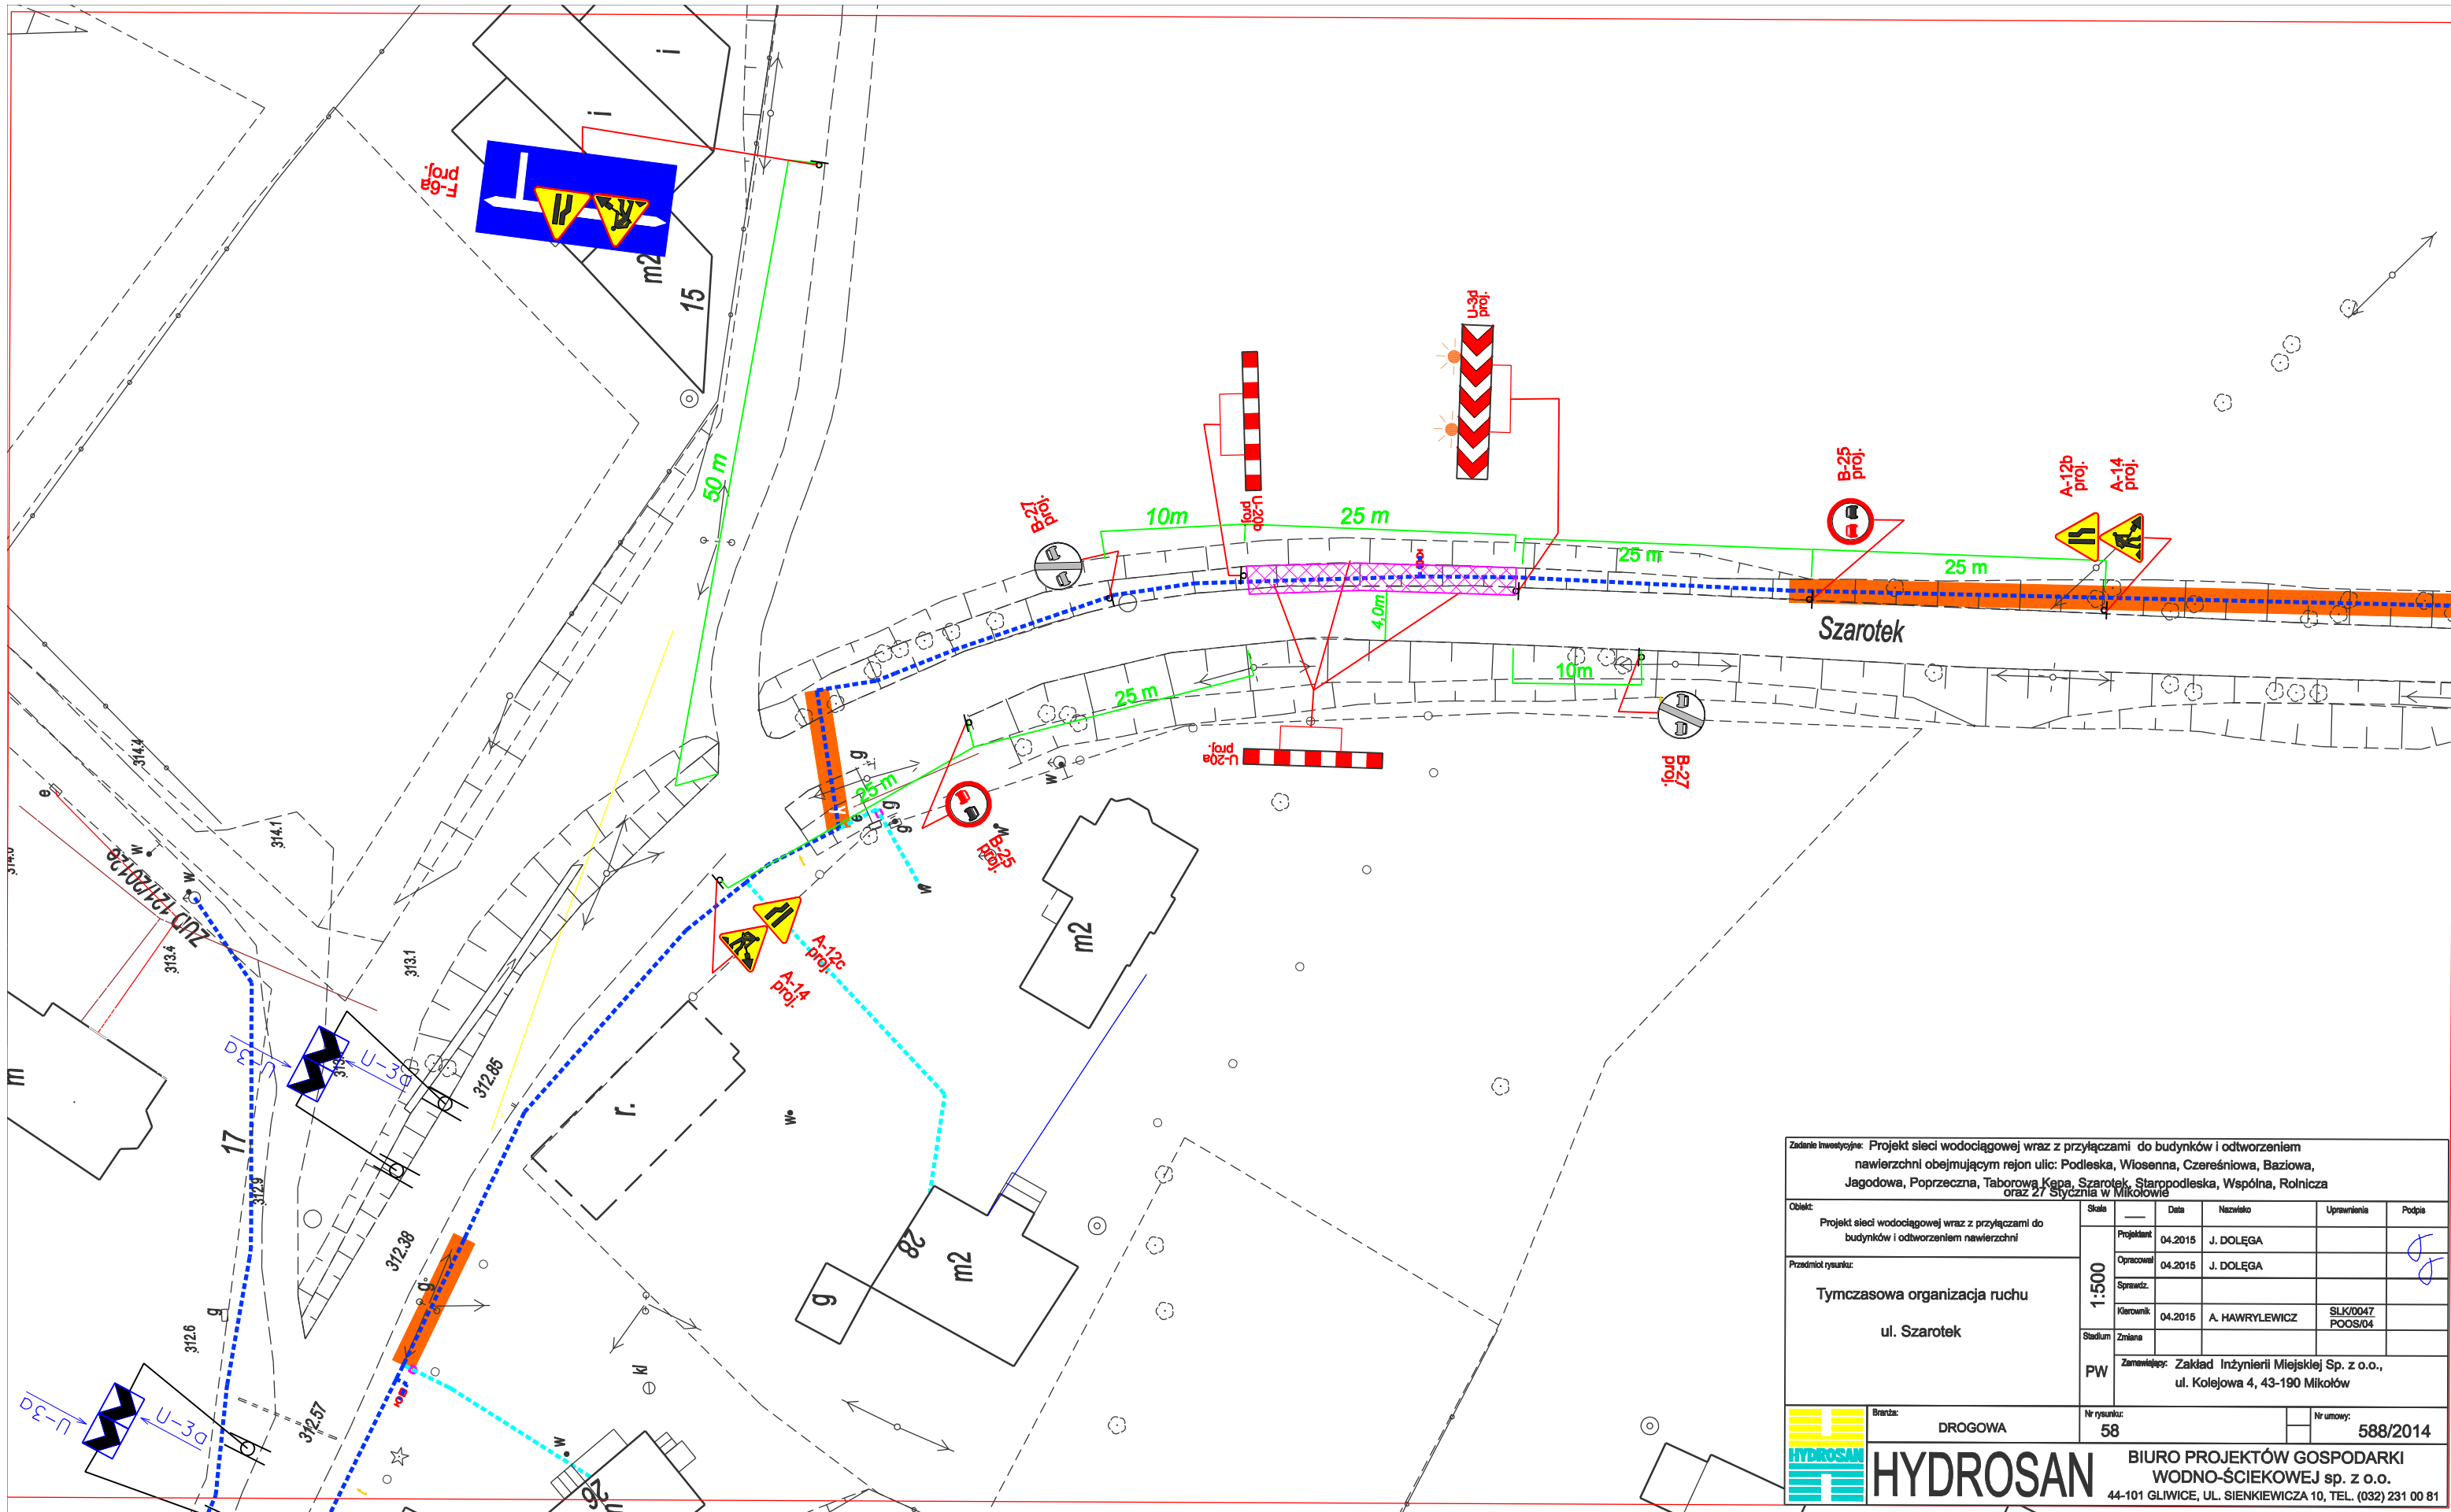 i
i
T-6a
proj.
m2
15
50 m
B-27
proj.
10m
U-20b
proj.
25 m
U-3d
proj.
25 m
B-25
proj.
25 m
A-12b
proj.
A-14
proj.
4,0m
Szarotek
10m
25 m
U-20a
proj.
B-27
proj.
25 m
B-25
proj.
A-12c
proj.
A-14
proj.
g
g
g
e
w
w
w
w
e
w
w
314.4
314.1
313.4
313.1
ZUD 121/20126
m
17
U-3a
U-3a
312.85
312.9
312.38
312.6
312.57
g
g.
U-3a
U-3a
r.
m2
28
m2
g
kl
w
26
Zadanie inwestycyjne: Projekt sieci wodociągowej wraz z przyłączami do budynków i odtworzeniem
nawierzchni obejmującym rejon ulic: Podleska, Wiosenna, Czereśniowa, Baziowa,
Jagodowa, Poprzeczna, Taborowa Kępa, Szarotek, Staropodleska, Wspólna, Rolnicza
oraz 27 Stycznia w Mikołowie
Obiekt:
Projekt sieci wodociągowej wraz z przyłączami do
budynków i odtworzeniem nawierzchni
Skala
Data
Nazwisko
Uprawnienia
Podpis
1:500
Projektant
04.2015
J. DOLĘGA
Opracował
04.2015
J. DOLĘGA
Sprawdz.
Kierownik
04.2015
A. HAWRYLEWICZ
SLK/0047
POOS/04
Przedmiot rysunku:
Tymczasowa organizacja ruchu
ul. Szarotek
Stadium
Zmiana
PW
Zamawiający: Zakład Inżynierii Miejskiej Sp. z o.o.,
ul. Kolejowa 4, 43-190 Mikołów
Branża:
DROGOWA
Nr rysunku:
58
Nr umowy:
588/2014
HYDROSAN
HYDROSAN
BIURO PROJEKTÓW GOSPODARKI
WODNO-ŚCIEKOWEJ sp. z o.o.
44-101 GLIWICE, UL. SIENKIEWICZA 10, TEL. (032) 231 00 81